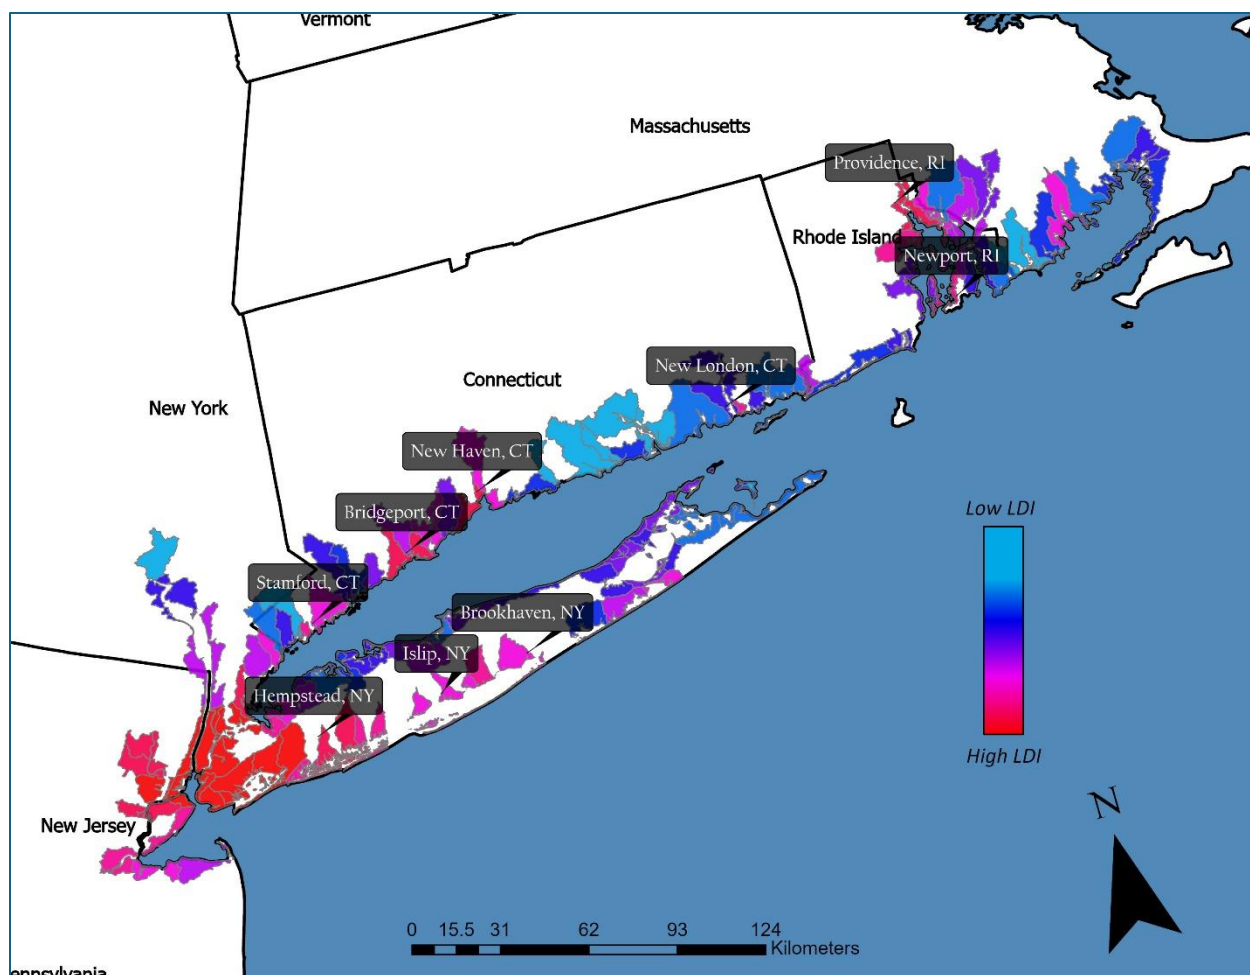 Vermont
Massachusetts
Providence, RI
Rhode Island
Newport, RI
New London, CT
Connecticut
New York
New Haven, CT
Bridgeport, CT
Stamford, CT
Brookhaven, NY
Islip, NY
Hempstead, NY
Low LDI
High LDI
New Jersey
N
0 15.5 31 62 93 124
Kilometers
ennsylvania